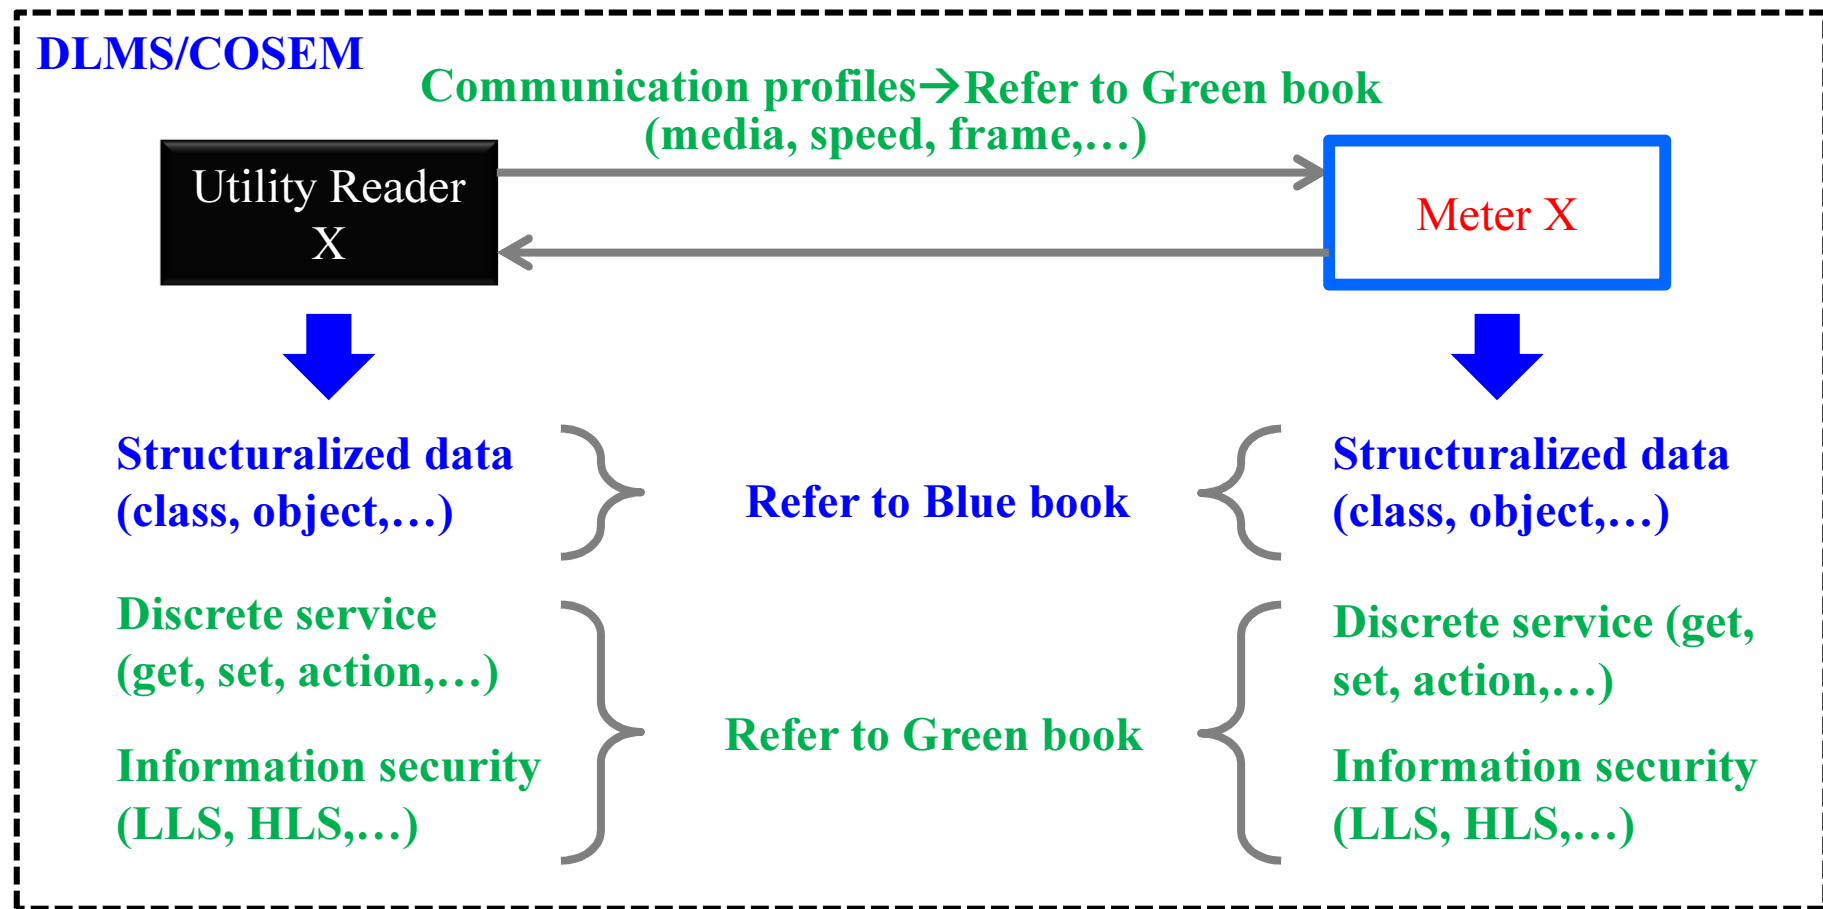 DLMS/COSEM
Communication profiles→Refer to Green book
(media, speed, frame,…)
Utility Reader
X
Meter X
Structuralized data
(class, object,…)
Refer to Blue book
Structuralized data
(class, object,…)
Discrete service
(get, set, action,…)
Information security
(LLS, HLS,…)
Refer to Green book
Discrete service (get,
set, action,…)
Information security
(LLS, HLS,…)